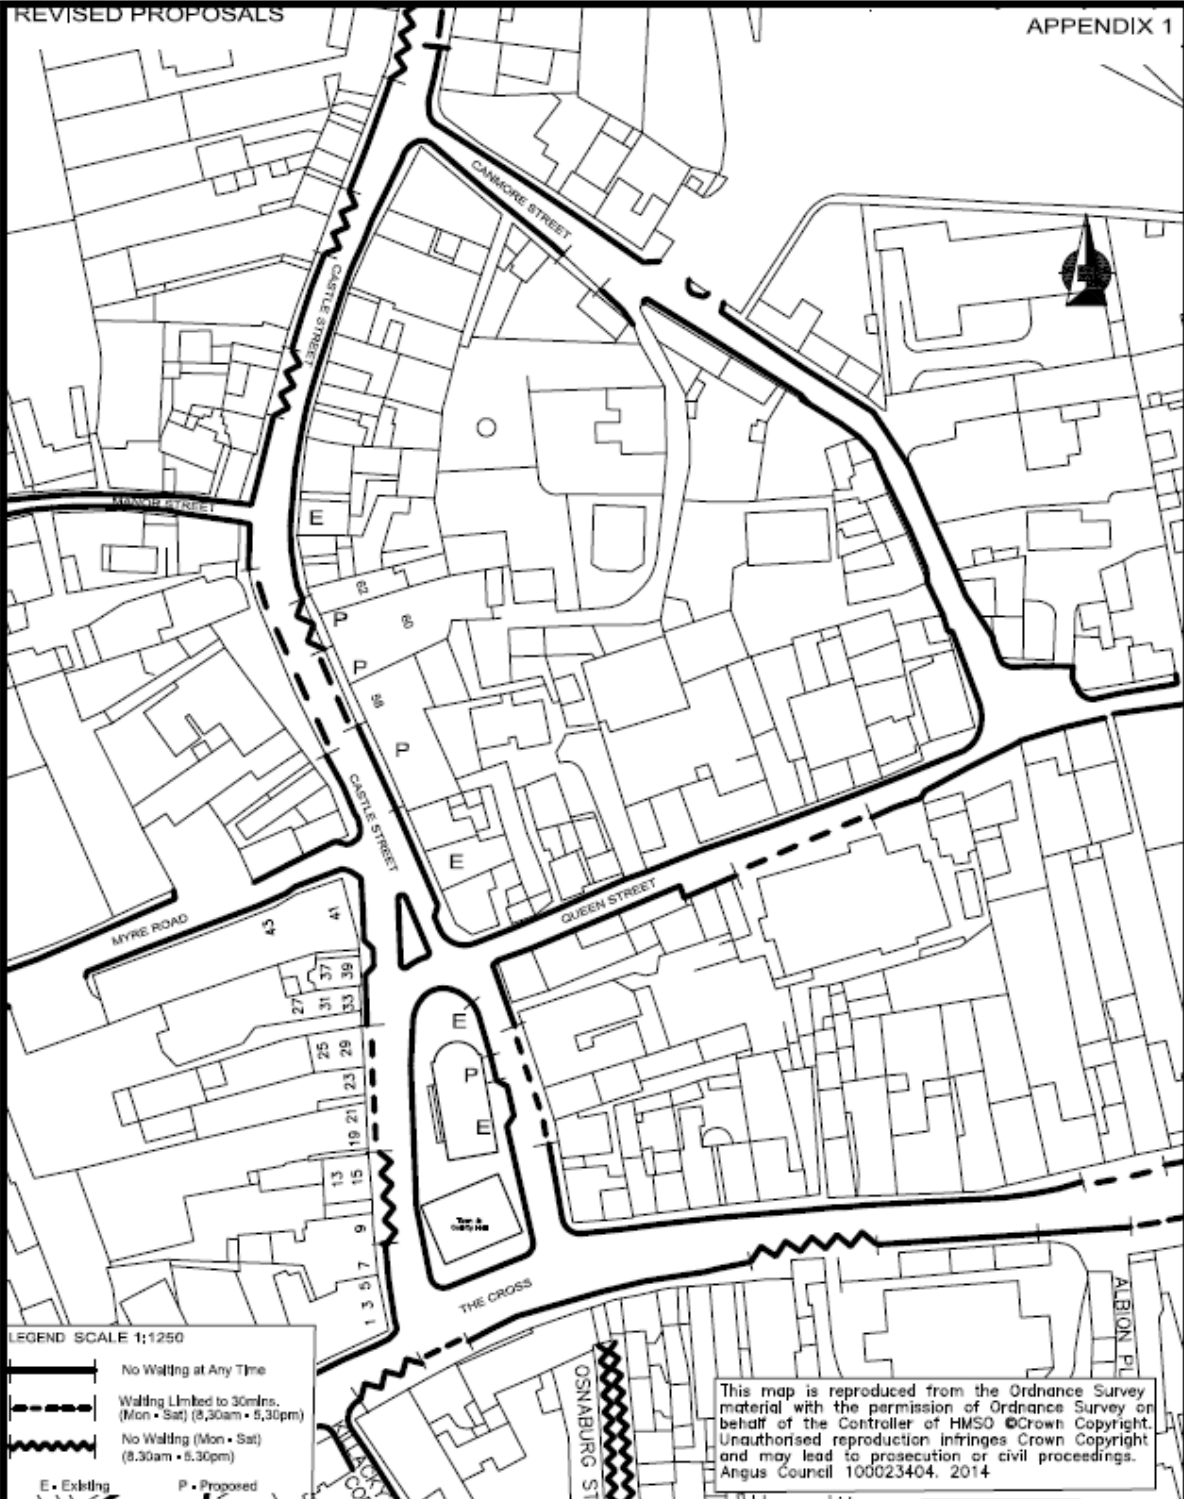 REVISED PROPOSALS
APPENDIX 1
CANMORE STREET
CASTLE STREET
MANOR STREET
E
62
P
60
P
58
P
CASTLE STREET
E
QUEEN STREET
MYRE ROAD
43
41
37
39
27
31
33
E
25
29
P
23
21
E
19
13
15
9
7
5
3
1
THE CROSS
ALBION PL
OSNABURG ST
LEGEND SCALE 1:1250
No Waiting at Any Time
Waiting Limited to 30mins.
(Mon - Sat) (8.30am - 5.30pm)
No Waiting (Mon - Sat)
(8.30am - 5.30pm)
E - Existing
P - Proposed
This map is reproduced from the Ordnance Survey
material with the permission of Ordnance Survey on
behalf of the Controller of HMSO ©Crown Copyright.
Unauthorised reproduction infringes Crown Copyright
and may lead to prosecution or civil proceedings.
Angus Council 100023404. 2014